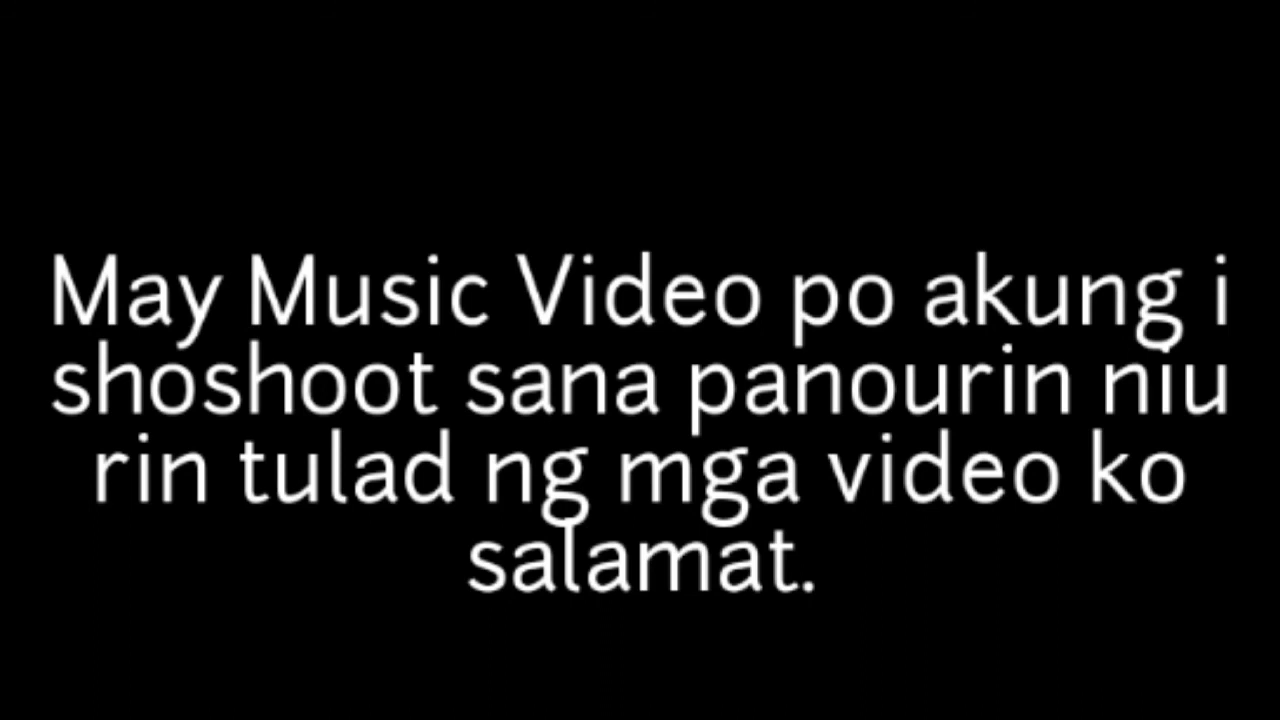 May Music Video po akung i
shoshoot sana panourin niu
rin tulad ng mga video ko
salamat.